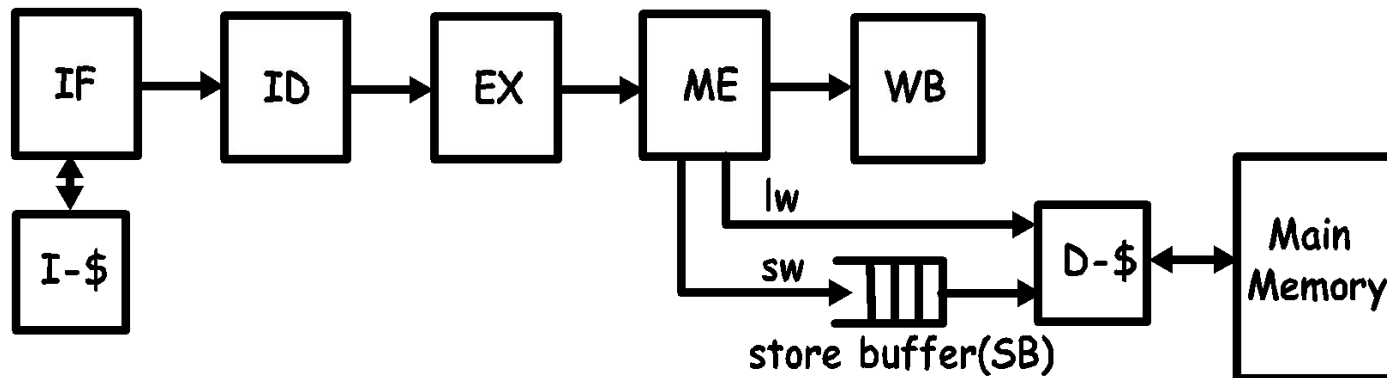 IF
ID
EX
ME
WB
I-$
lw
sw
store buffer(SB)
D-$
Main
Memory